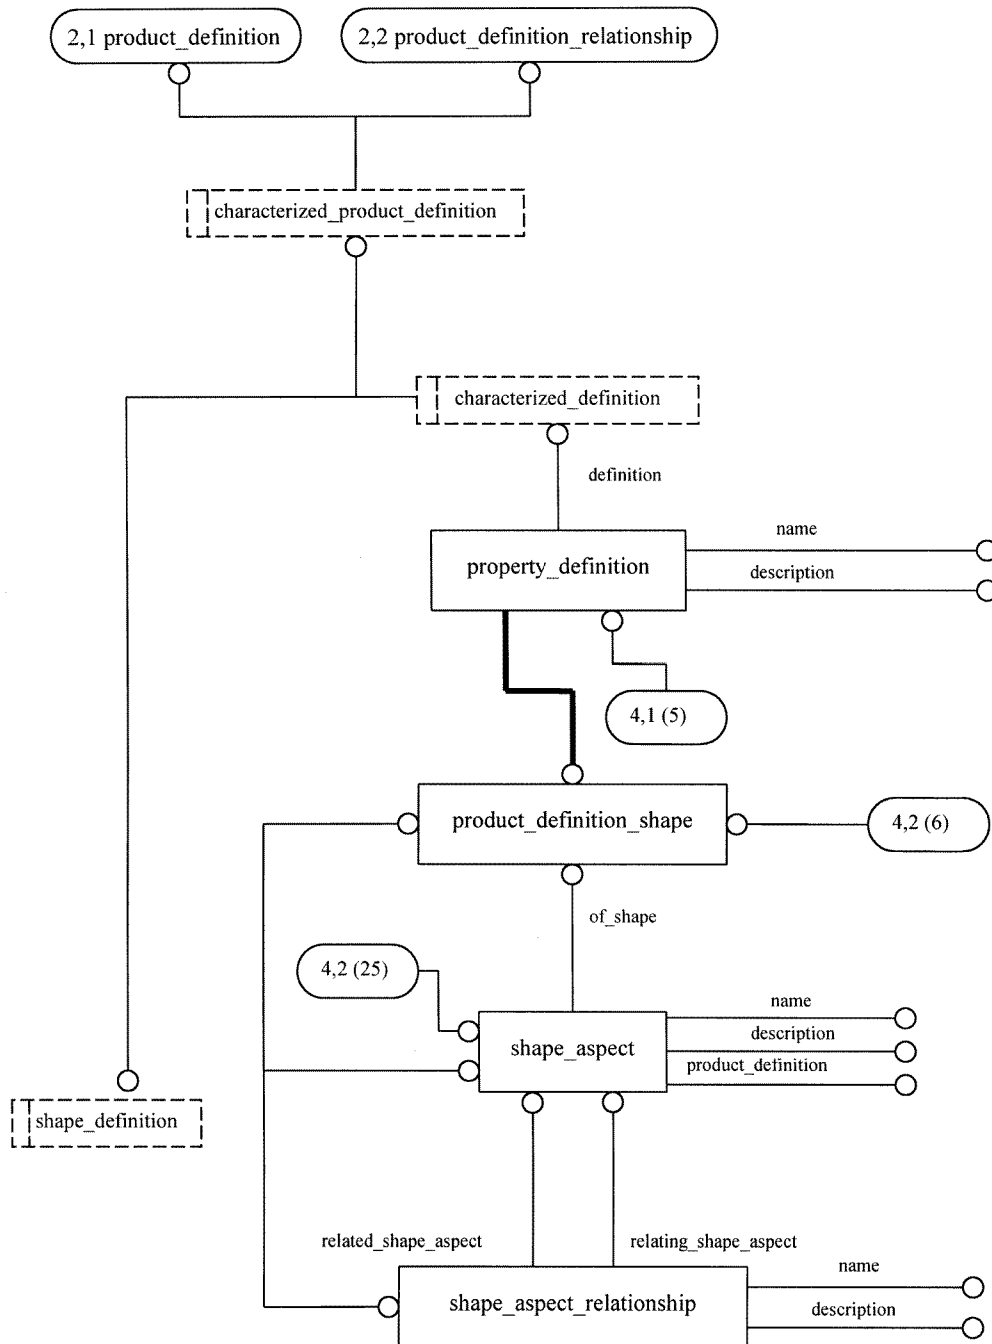 2,1 product_definition
2,2 product_definition_relationship
characterized_product_definition
characterized_definition
definition
name
property_definition
description
4,1 (5)
product_definition_shape
4,2 (6)
of_shape
4,2 (25)
name
shape_aspect
description
product_definition
shape_definition
related_shape_aspect
relating_shape_aspect
name
shape_aspect_relationship
description